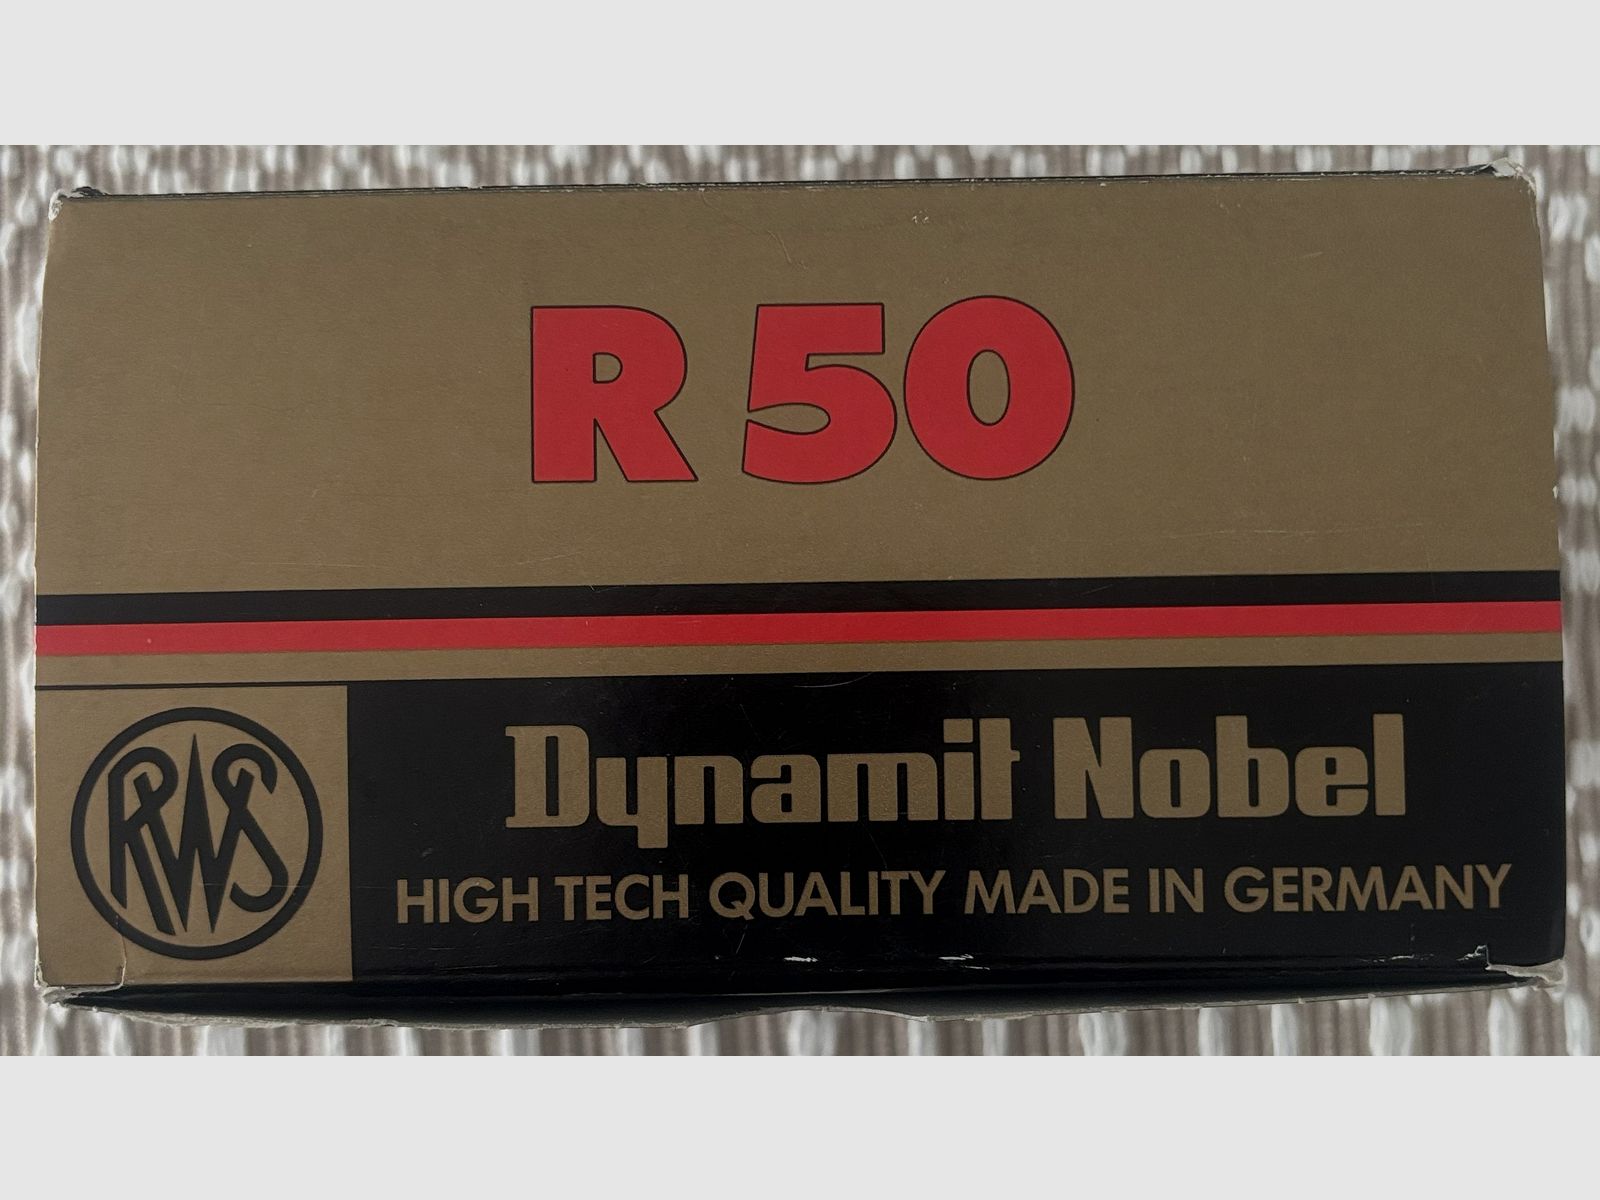 R 50
RWS
Dynamit Nobel
HIGH TECH QUALITY MADE IN GERMANY